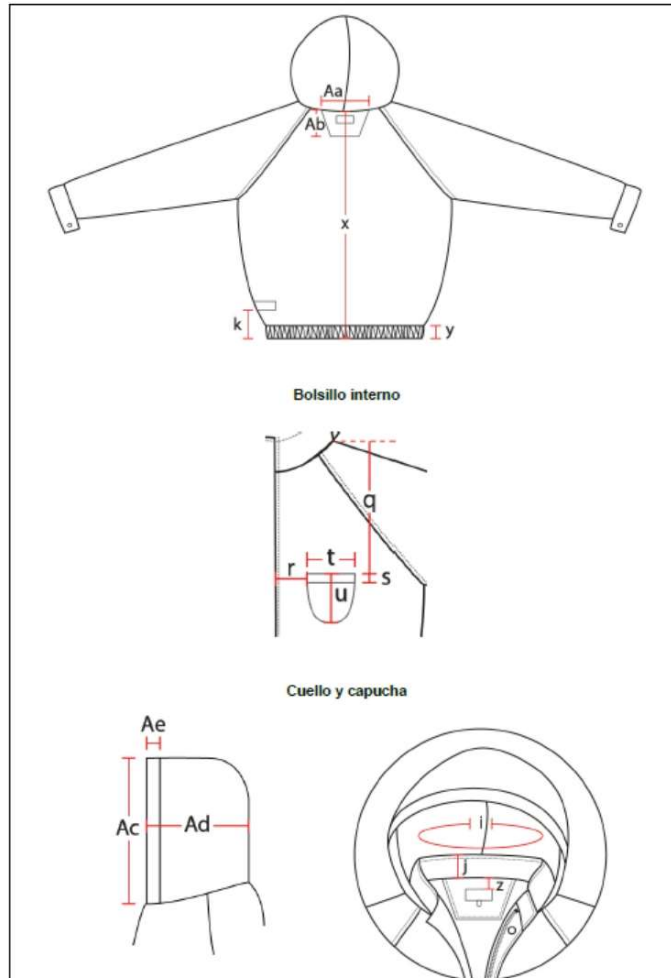 Aa
Ab
x
k
y
Bolsillo interno
q
t
r
s
u
Cuello y capucha
Ae
Ac
Ad
i
j
z